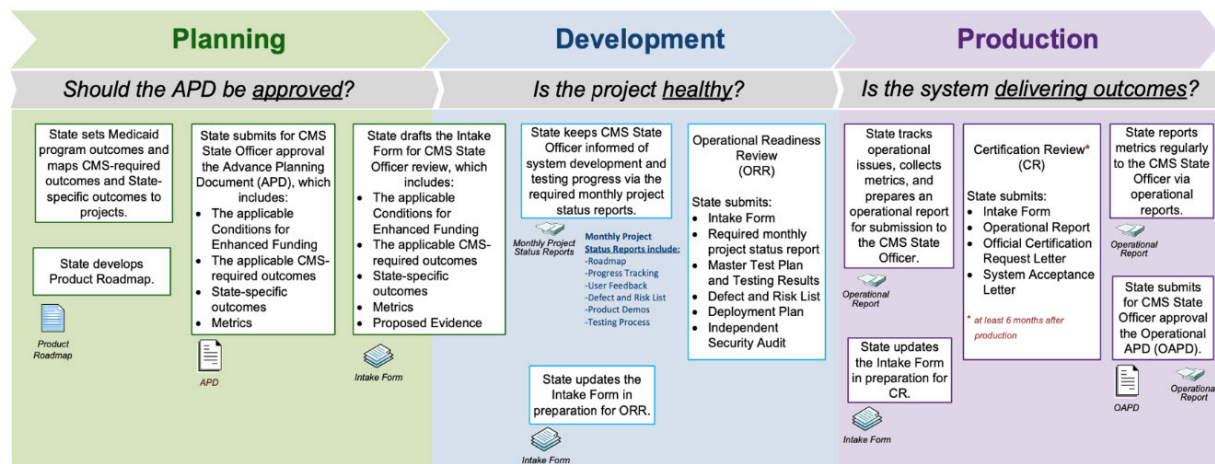 Planning
Development
Production
Should the APD be approved?
Is the project healthy?
Is the system delivering outcomes?
State sets Medicaid
program outcomes and
maps CMS-required
outcomes and State-
specific outcomes to
projects.
State develops
Product Roadmap.
Product
Roadmap
State submits for CMS
State Officer approval
the Advance Planning
Document (APD), which
includes:
• The applicable
Conditions for
Enhanced Funding
• The applicable CMS-
required outcomes
• State-specific
outcomes
• Metrics
APD
State drafts the Intake
Form for CMS State
Officer review, which
includes:
• The applicable
Conditions for
Enhanced Funding
• The applicable CMS-
required outcomes
• State-specific
outcomes
• Metrics
• Proposed Evidence
Intake Form
State keeps CMS State
Officer informed of
system development and
testing progress via the
required monthly project
status reports.
Monthly Project
Status Reports
Monthly Project
Status Reports include:
-Roadmap
-Progress Tracking
-User Feedback
-Defect and Risk List
-Product Demos
-Testing Process
State updates the
Intake Form in
preparation for ORR.
Intake Form
Operational Readiness
Review
(ORR)
State submits:
• Intake Form
• Required monthly
project status report
• Master Test Plan
and Testing Results
• Defect and Risk List
• Deployment Plan
• Independent
Security Audit
State tracks
operational
issues, collects
metrics, and
prepares an
operational report
for submission to
the CMS State
Officer.
Operational
Report
State updates
the Intake Form
in preparation for
CR.
Intake Form
Certification Review*
(CR)
State submits:
• Intake Form
• Operational Report
• Official Certification
Request Letter
• System Acceptance
Letter
* at least 6 months after
production
State reports
metrics regularly
to the CMS State
Officer via
operational
reports.
Operational
Report
State submits
for CMS State
Officer approval
the Operational
APD (OAPD).
OAPD
Operational
Report